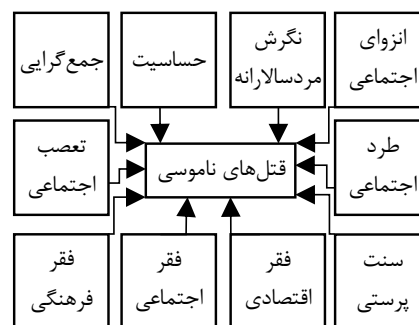 انزوای
اجتماعی
نگرش
مردسالارانه
حساسیت
جمع‌گرایی
طرد
اجتماعی
قتل‌های ناموسی
تعصب
اجتماعی
سنت
پرستی
فقر
اقتصادی
فقر
اجتماعی
فقر
فرهنگی